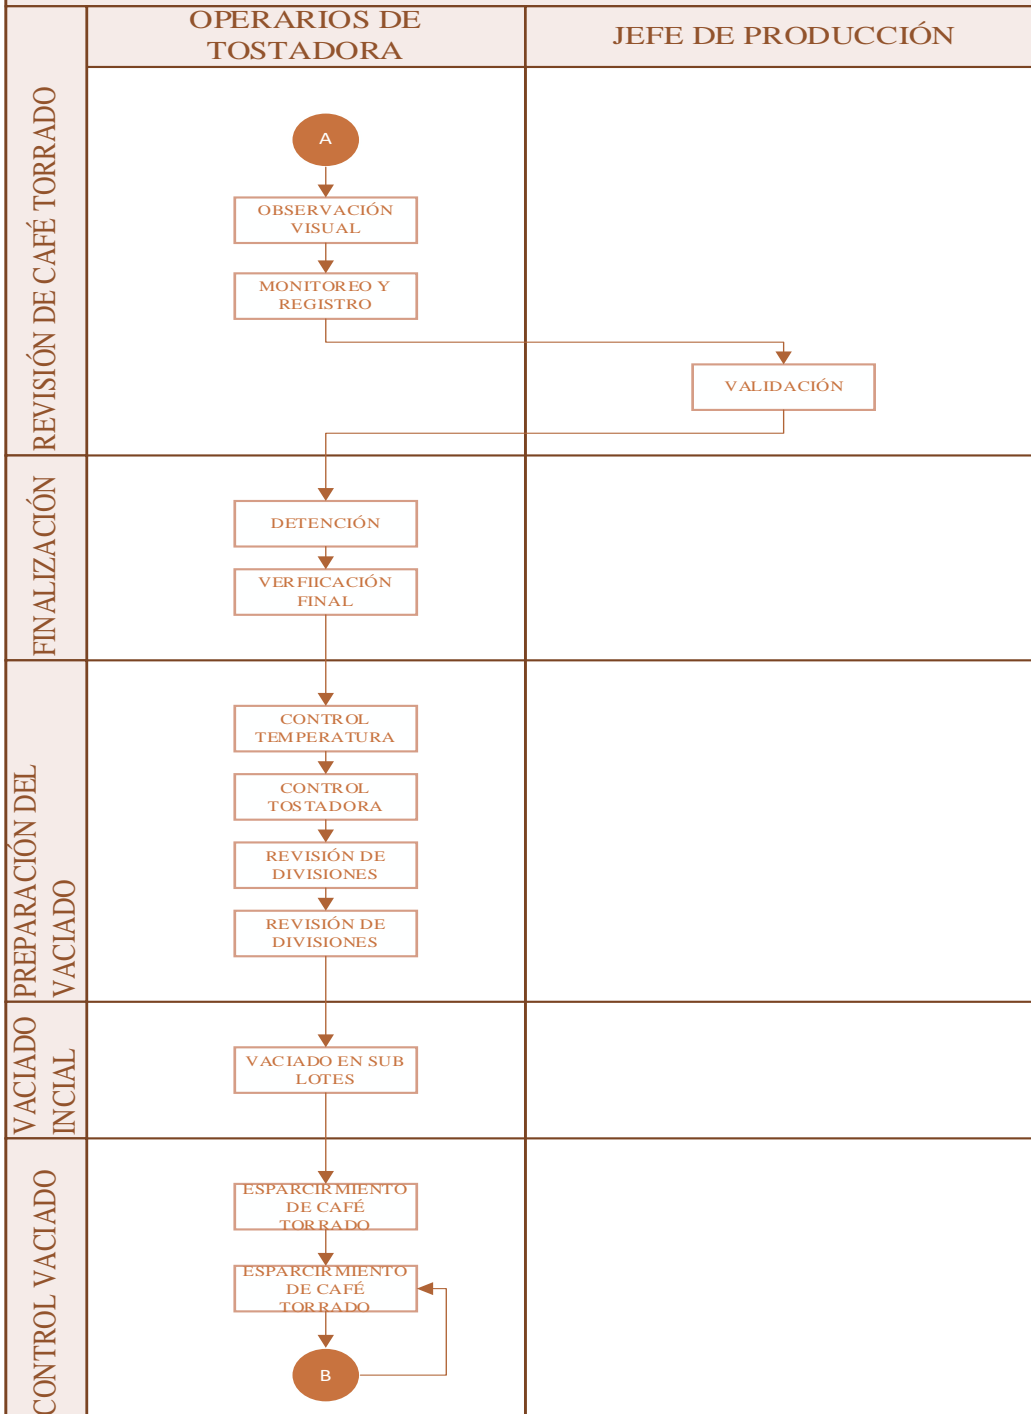 OPERARIOS DE
TOSTADORA
JEFE DE PRODUCCIÓN
REVISIÓN DE CAFÉ TORRADO
A
OBSERVACIÓN
VISUAL
MONITOREO Y
REGISTRO
VALIDACIÓN
FINALIZACIÓN
DETENCIÓN
VERFIICACIÓN
FINAL
PREPARACIÓN DEL
VACIADO
CONTROL
TEMPERATURA
CONTROL
TOSTADORA
REVISIÓN DE
DIVISIONES
REVISIÓN DE
DIVISIONES
VACIADO
INCIAL
VACIADO EN SUB
LOTES
CONTROL VACIADO
ESPARCIRMIENTO
DE CAFÉ
TORRADO
ESPARCIRMIENTO
DE CAFÉ
TORRADO
B